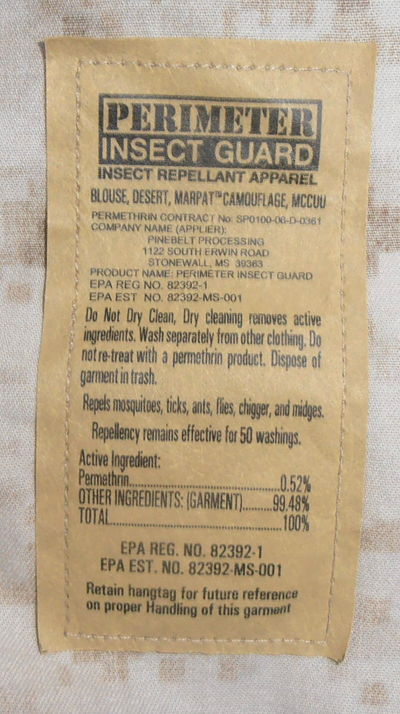 PERIMETER
INSECT GUARD
INSECT REPELLANT APPAREL
BLOUSE, DESERT, MARPAT™ CAMOUFLAGE, MCCUU
PERMETHRIN CONTRACT No: SP0100-06-D-0361
COMPANY NAME (APPLIER):
PINEBELT PROCESSING
1122 SOUTH ERWIN ROAD
STONEWALL, MS 39363
PRODUCT NAME: PERIMETER INSECT GUARD
EPA REG NO. 82392-1
EPA EST NO. 82392-MS-001
Do Not Dry Clean, Dry cleaning removes active
ingredients. Wash separately from other clothing. Do
not re-treat with a permethrin product. Dispose of
garment in trash.
Repels mosquitoes, ticks, ants, flies, chigger, and midges.
Repellency remains effective for 50 washings.
Active Ingredient:
Permethrin..............................0.52%
OTHER INGREDIENTS: (GARMENT)........99.48%
TOTAL......................................100%
EPA REG. NO. 82392-1
EPA EST. NO. 82392-MS-001
Retain hangtag for future reference
on proper Handling of this garment